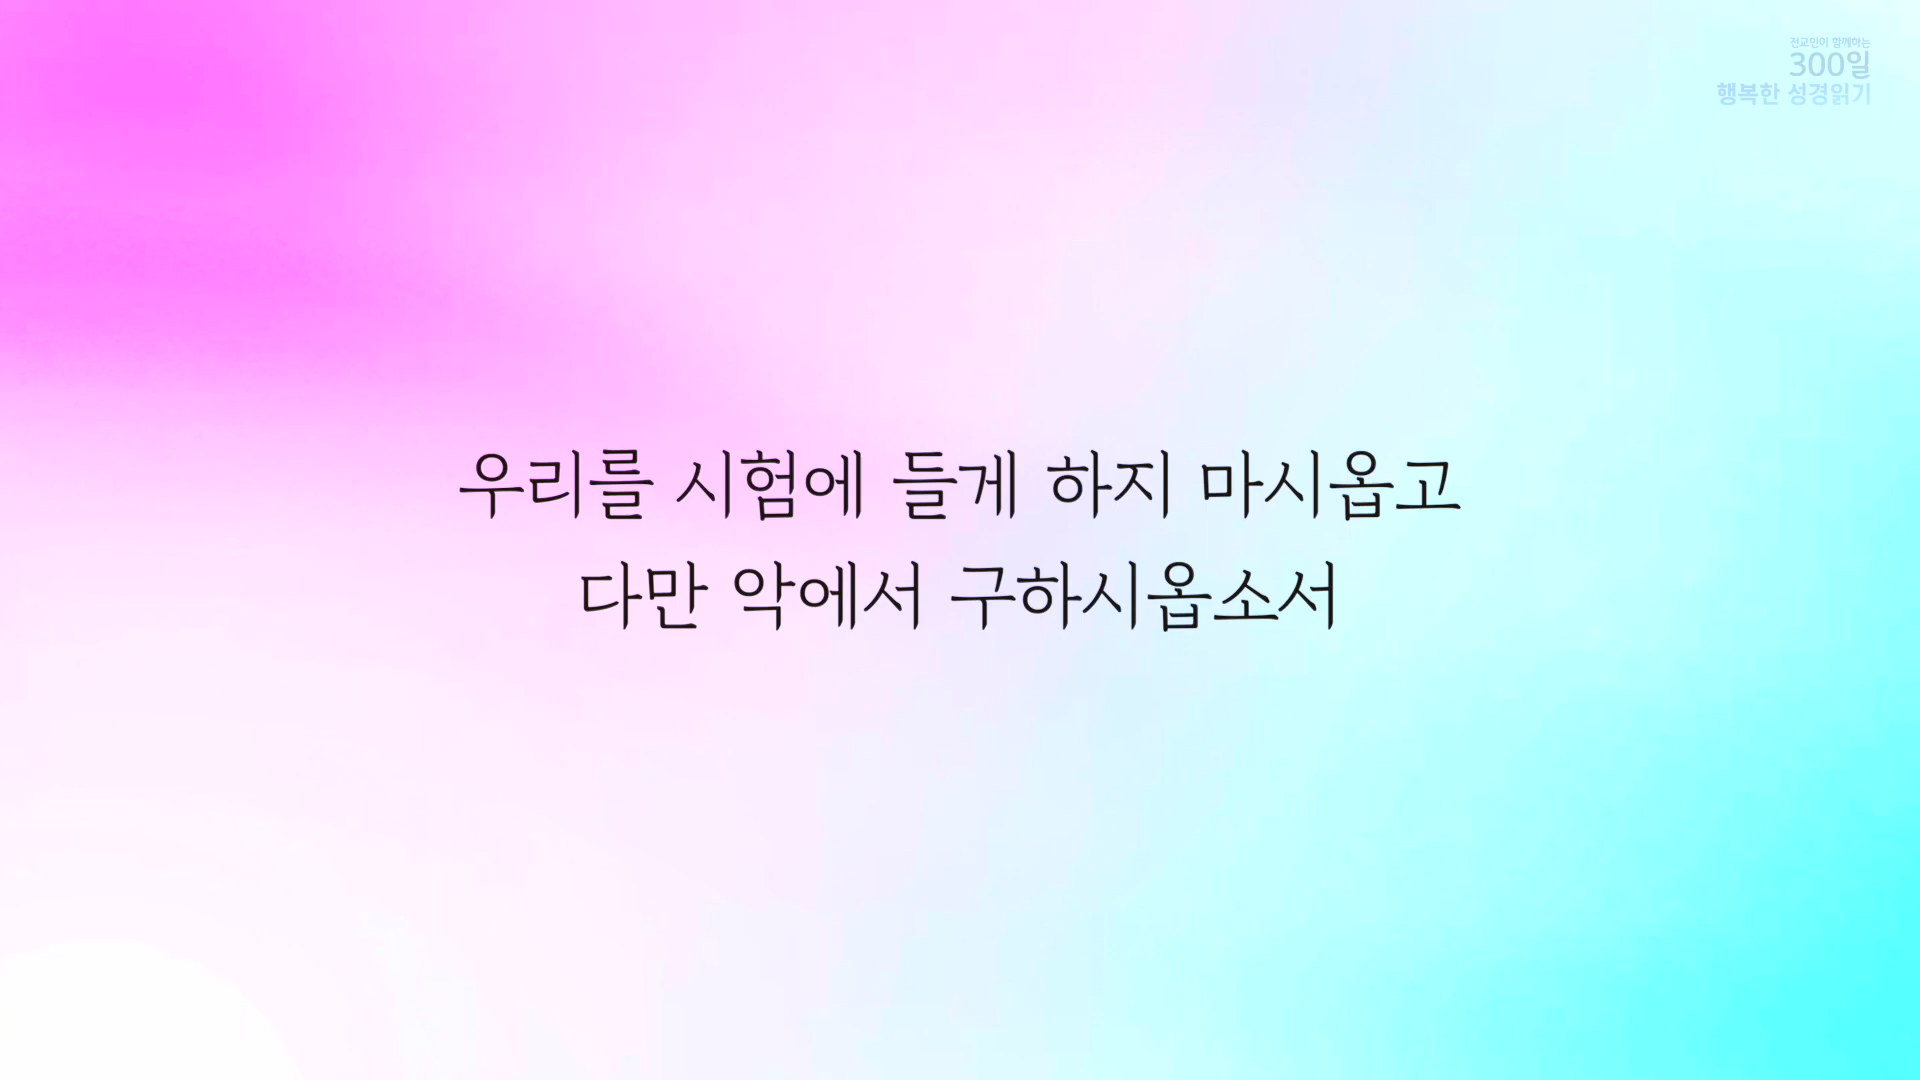 전교인이 함께하는
300일
행복한 성경읽기
우리를 시험에 들게 하지 마시옵고
다만 악에서 구하시옵소서